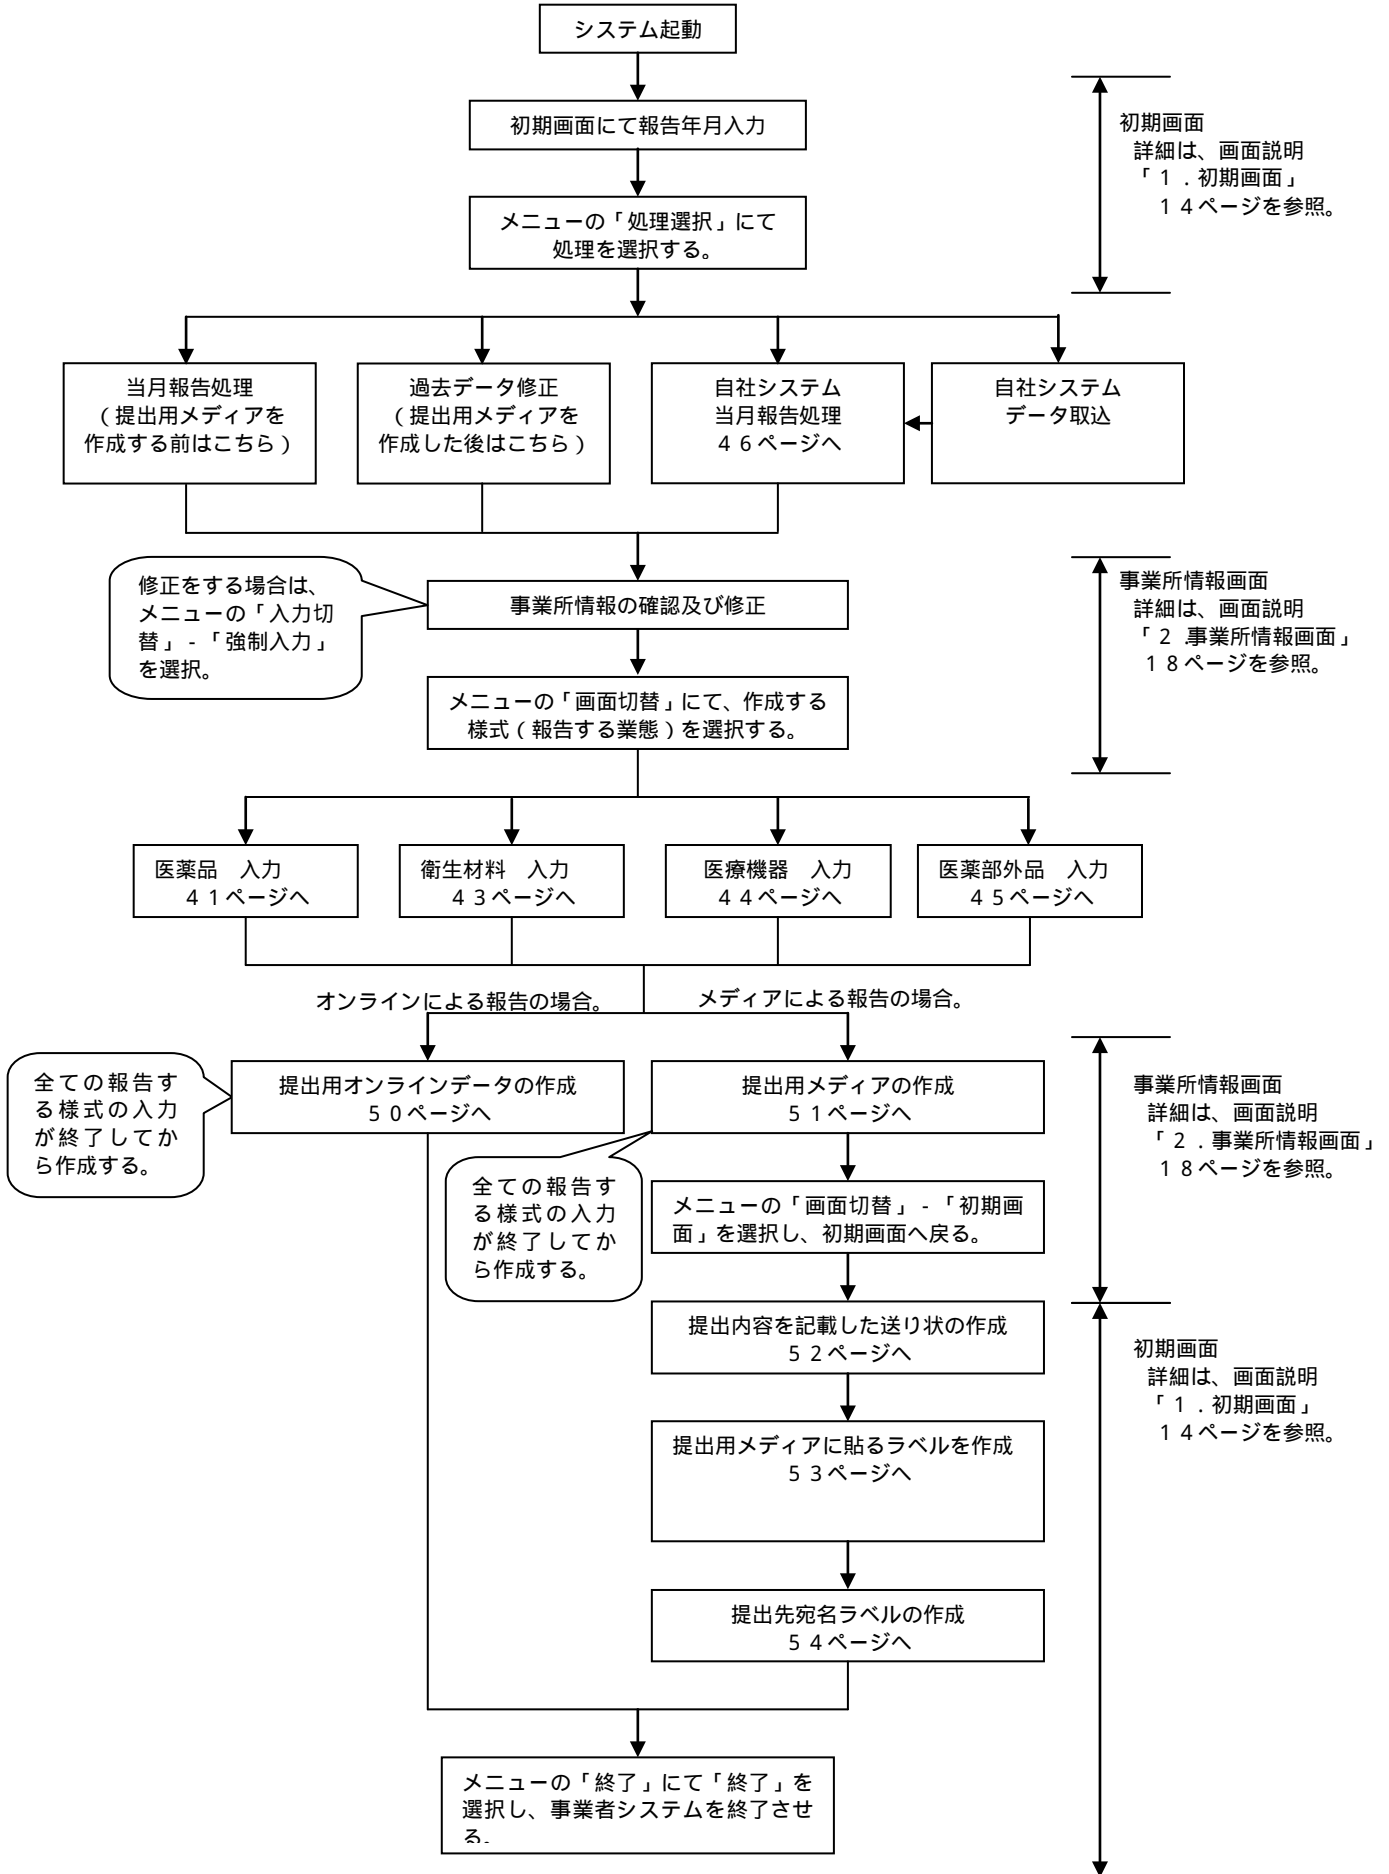 システム起動
初期画面にて報告年月入力
初期画面
詳細は、画面説明
「１．初期画面」
１４ページを参照。
メニューの「処理選択」にて
処理を選択する。
当月報告処理
（提出用メディアを
作成する前はこちら）
過去データ修正
（提出用メディアを
作成した後はこちら）
自社システム
当月報告処理
４６ページへ
自社システム
データ取込
修正をする場合は、
メニューの「入力切
替」-「強制入力」
を選択。
事業所情報の確認及び修正
事業所情報画面
詳細は、画面説明
「２.事業所情報画面」
１８ページを参照。
メニューの「画面切替」にて、作成する
様式（報告する業態）を選択する。
医薬品　入力
４１ページへ
衛生材料　入力
４３ページへ
医療機器　入力
４４ページへ
医薬部外品　入力
４５ページへ
オンラインによる報告の場合。
メディアによる報告の場合。
全ての報告す
る様式の入力
が終了してか
ら作成する。
提出用オンラインデータの作成
５０ページへ
提出用メディアの作成
５１ページへ
事業所情報画面
詳細は、画面説明
「２．事業所情報画面」
１８ページを参照。
全ての報告す
る様式の入力
が終了してか
ら作成する。
メニューの「画面切替」-「初期画
面」を選択し、初期画面へ戻る。
提出内容を記載した送り状の作成
５２ページへ
初期画面
詳細は、画面説明
「１．初期画面」
１４ページを参照。
提出用メディアに貼るラベルを作成
５３ページへ
提出先宛名ラベルの作成
５４ページへ
メニューの「終了」にて「終了」を
選択し、事業者システムを終了させ
る。